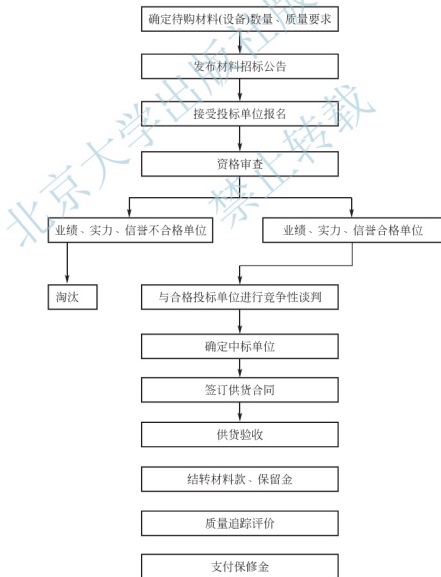 确定待购材料(设备)数量、质量要求
发布材料招标公告
接受投标单位报名
资格审查
业绩、实力、信誉不合格单位
业绩、实力、信誉合格单位
淘汰
与合格投标单位进行竞争性谈判
确定中标单位
签订供货合同
供货验收
结转材料款、保留金
质量追踪评价
支付保修金
北京大学出版社版
禁止转载